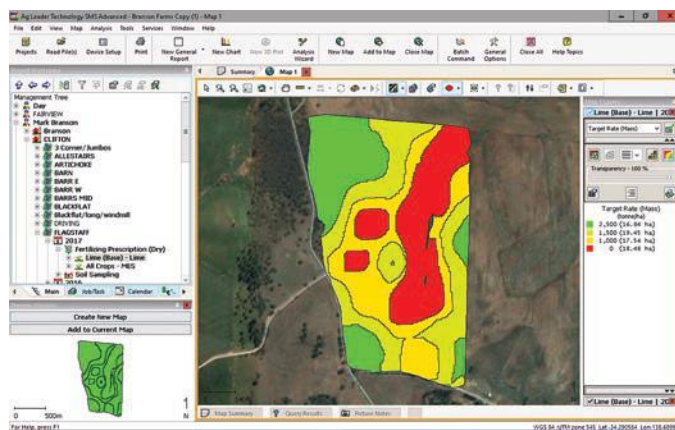 Ag Leader Technology SMS Advanced - Branson Farms Copy (1) - Map 1
File Edit View Map Analysis Tools Services Window Help
Projects Read File(s) Device Setup Print New General Report New Chart New 3D Plot Analysis Wizard New Map Add to Map Close Map Batch Command General Options Close All Help Topics
Summary Map 1
Management Tree
Day
FAIRVIEW
Mark Branson
Branson
CLIFTON
3 Corner/Jumbos
ALLESTAIRS
ARTICHOKE
BARN
BARR E
BARR W
BARRS MID
BLACKFLAT
Blackflat/long/windmill
DRIVING
FLAGSTAFF
2017
Fertilizing Prescription (Dry)
Lime (Base) - Lime
All Crops - MES
Soil Sampling
2016
Main Job/Task Calendar
Create New Map
Add to Current Map
0 500m
N
Lime (Base) - Lime | 20
Target Rate (Mass)
Transparency - 100 %
Target Rate (Mass)
(tonne/ha)
2,500 (16.84 ha)
1,500 (19.45 ha)
1,000 (17.54 ha)
0 (18.48 ha)
Lime (Base) - Lime | 20
Map Summary Query Results Picture Notes
For Help, press F1